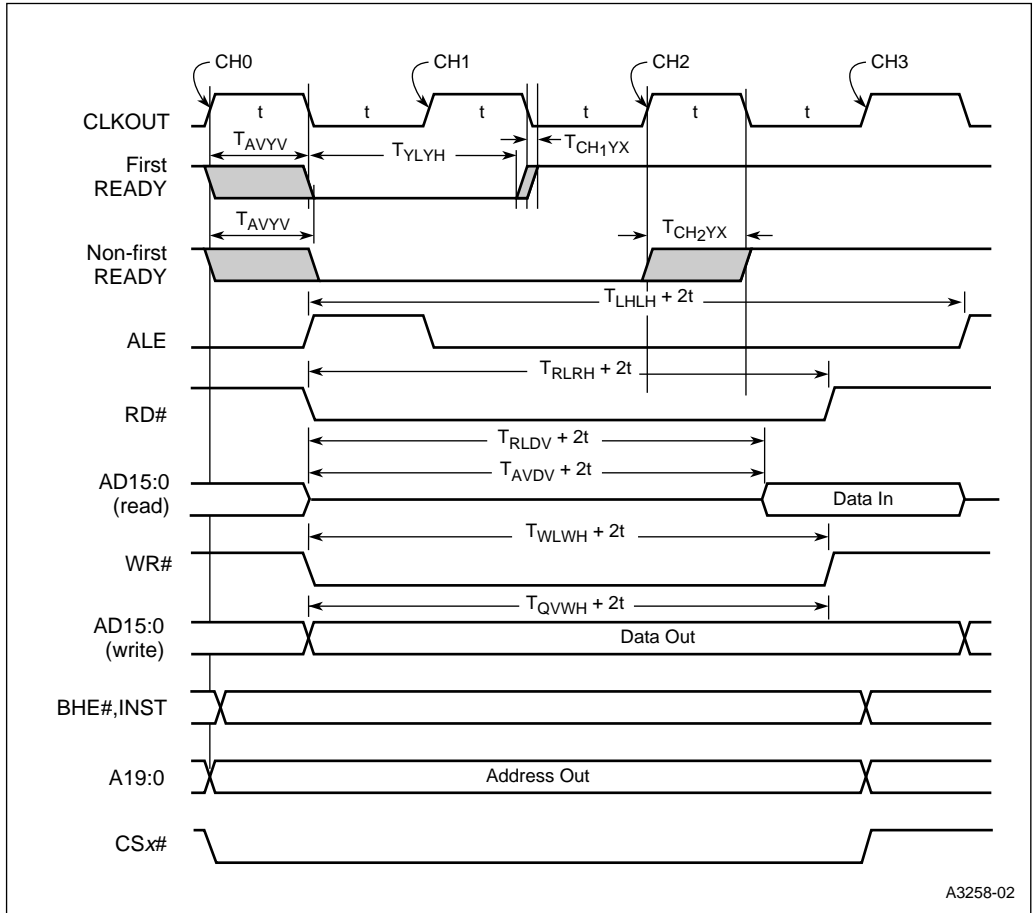 CH0 CH1 CH2 CH3
CLKOUT t t t t t t
TAVYV TYLYH TCH1YX
First
READY
TAVYV TCH2YX
Non-first
READY
TLHLH + 2t
ALE
TRLRH + 2t
RD#
TRLDV + 2t
TAVDV + 2t
AD15:0
(read) Data In
TWLWH + 2t
WR#
TQVWH + 2t
AD15:0
(write) Data Out
BHE#,INST
A19:0 Address Out
CSx#
A3258-02